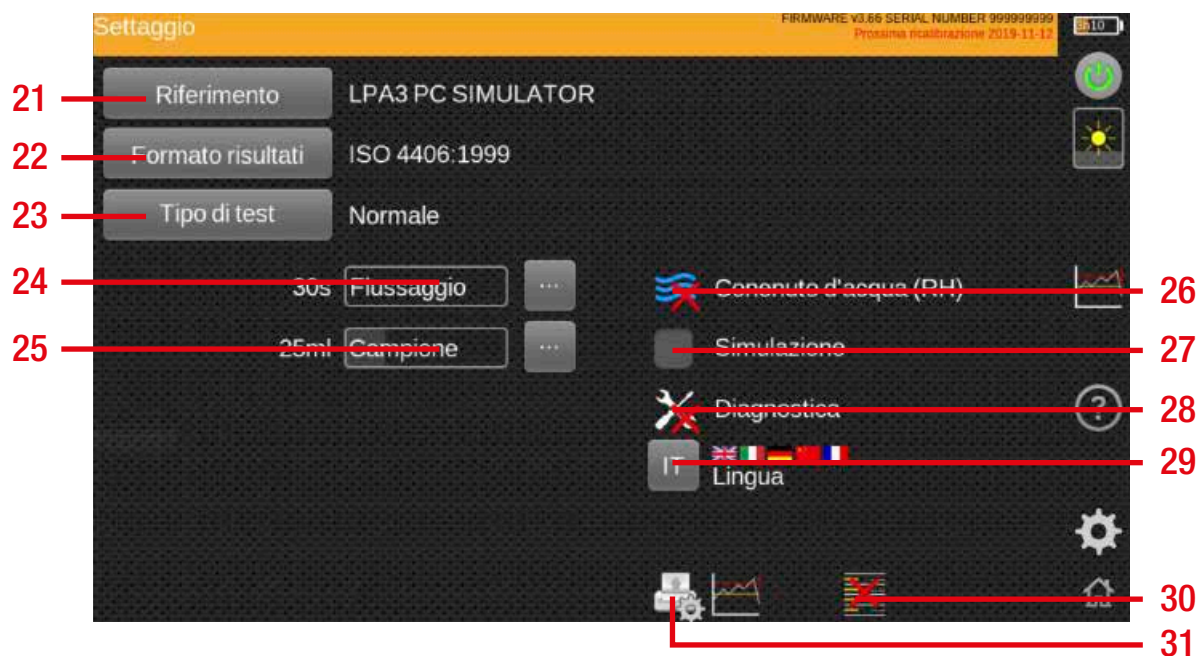 Settaggio
FIRMWARE V3.66 SERIAL NUMBER 999999999
Prossima ricalibrazione 2019-11-12
3h10
21 Riferimento LPA3 PC SIMULATOR
22 Formato risultati ISO 4406:1999
23 Tipo di test Normale
24 30s Flussaggio ... Conenuto d'acqua (RH) 26
25 25ml Campione ... Simulazione 27
Diagnostica ? 28
IT Lingua 29
30
31